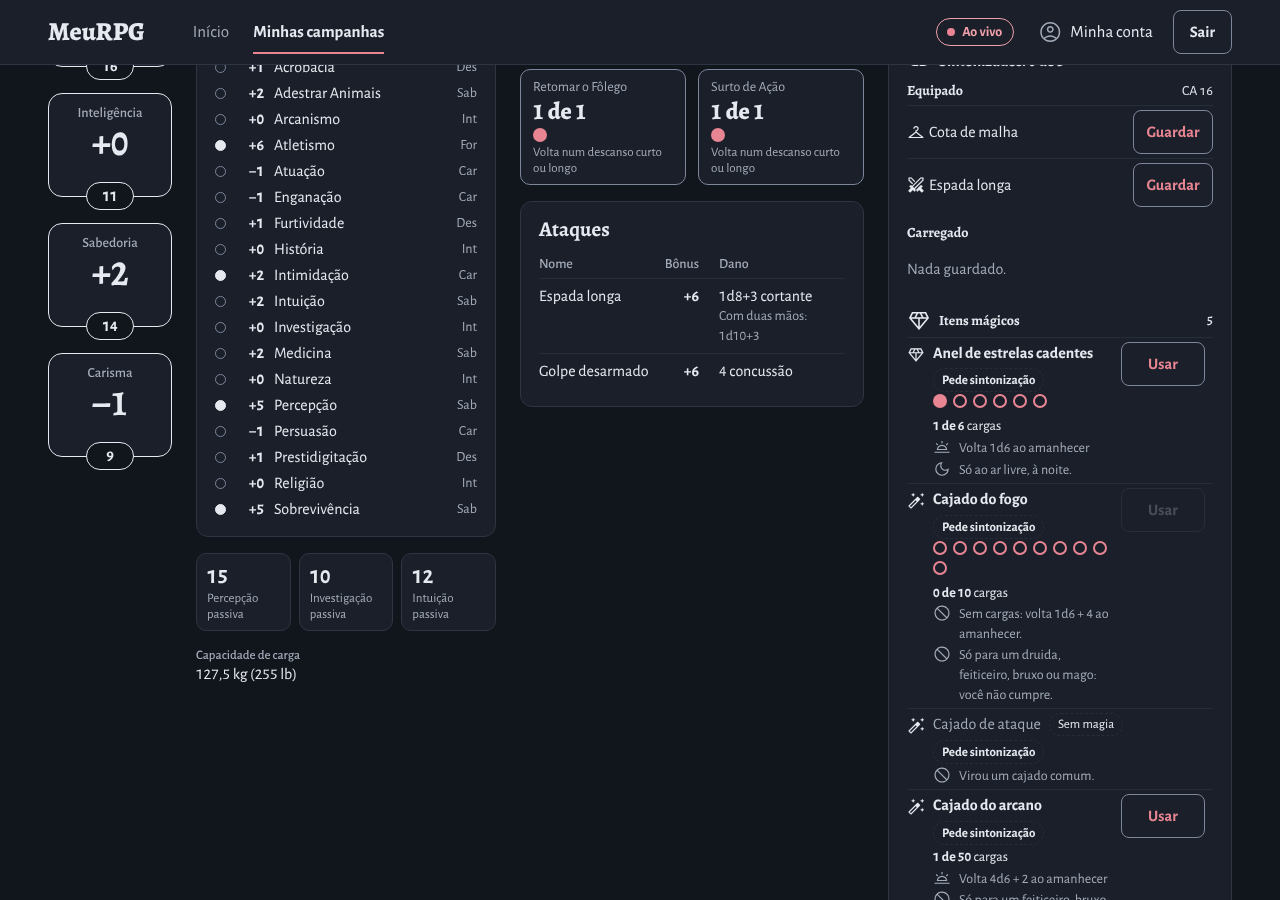 MeuRPG
Início
Minhas campanhas
Ao vivo
Minha conta
Sair
16
Inteligência
+0
11
Sabedoria
+2
14
Carisma
−1
9
+1 Acrobacia Des
+2 Adestrar Animais Sab
+0 Arcanismo Int
+6 Atletismo For
−1 Atuação Car
−1 Enganação Car
+1 Furtividade Des
+0 História Int
+2 Intimidação Car
+2 Intuição Sab
+0 Investigação Int
+2 Medicina Sab
+0 Natureza Int
+5 Percepção Sab
−1 Persuasão Car
+1 Prestidigitação Des
+0 Religião Int
+5 Sobrevivência Sab
15
Percepção
passiva
10
Investigação
passiva
12
Intuição
passiva
Capacidade de carga
127,5 kg (255 lb)
Retomar o Fôlego
1 de 1
Volta num descanso curto
ou longo
Surto de Ação
1 de 1
Volta num descanso curto
ou longo
Ataques
Nome Bônus Dano
Espada longa +6 1d8+3 cortante
Com duas mãos:
1d10+3
Golpe desarmado +6 4 concussão
Equipado CA 16
Cota de malha Guardar
Espada longa Guardar
Carregado
Nada guardado.
Itens mágicos 5
Anel de estrelas cadentes Usar
Pede sintonização
1 de 6 cargas
Volta 1d6 ao amanhecer
Só ao ar livre, à noite.
Cajado do fogo Usar
Pede sintonização
0 de 10 cargas
Sem cargas: volta 1d6 + 4 ao
amanhecer.
Só para um druida,
feiticeiro, bruxo ou mago:
você não cumpre.
Cajado de ataque Sem magia
Pede sintonização
Virou um cajado comum.
Cajado do arcano Usar
Pede sintonização
1 de 50 cargas
Volta 4d6 + 2 ao amanhecer
Só para um feiticeiro, bruxo